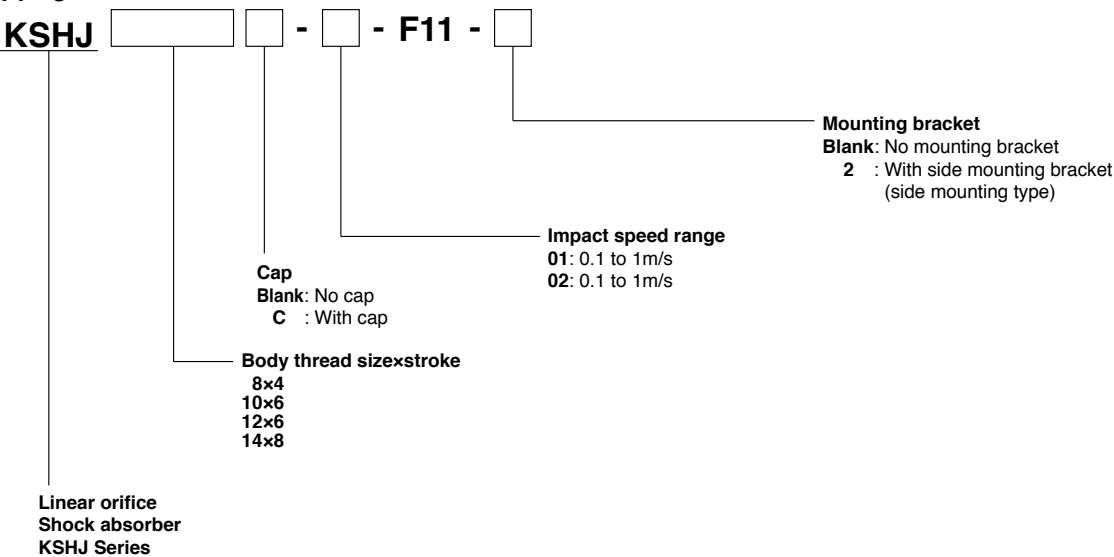 KSHJ - - F11 -
Mounting bracket
Blank: No mounting bracket
2 : With side mounting bracket
(side mounting type)
Impact speed range
01: 0.1 to 1m/s
02: 0.1 to 1m/s
Cap
Blank: No cap
C : With cap
Body thread size×stroke
8×4
10×6
12×6
14×8
Linear orifice
Shock absorber
KSHJ Series